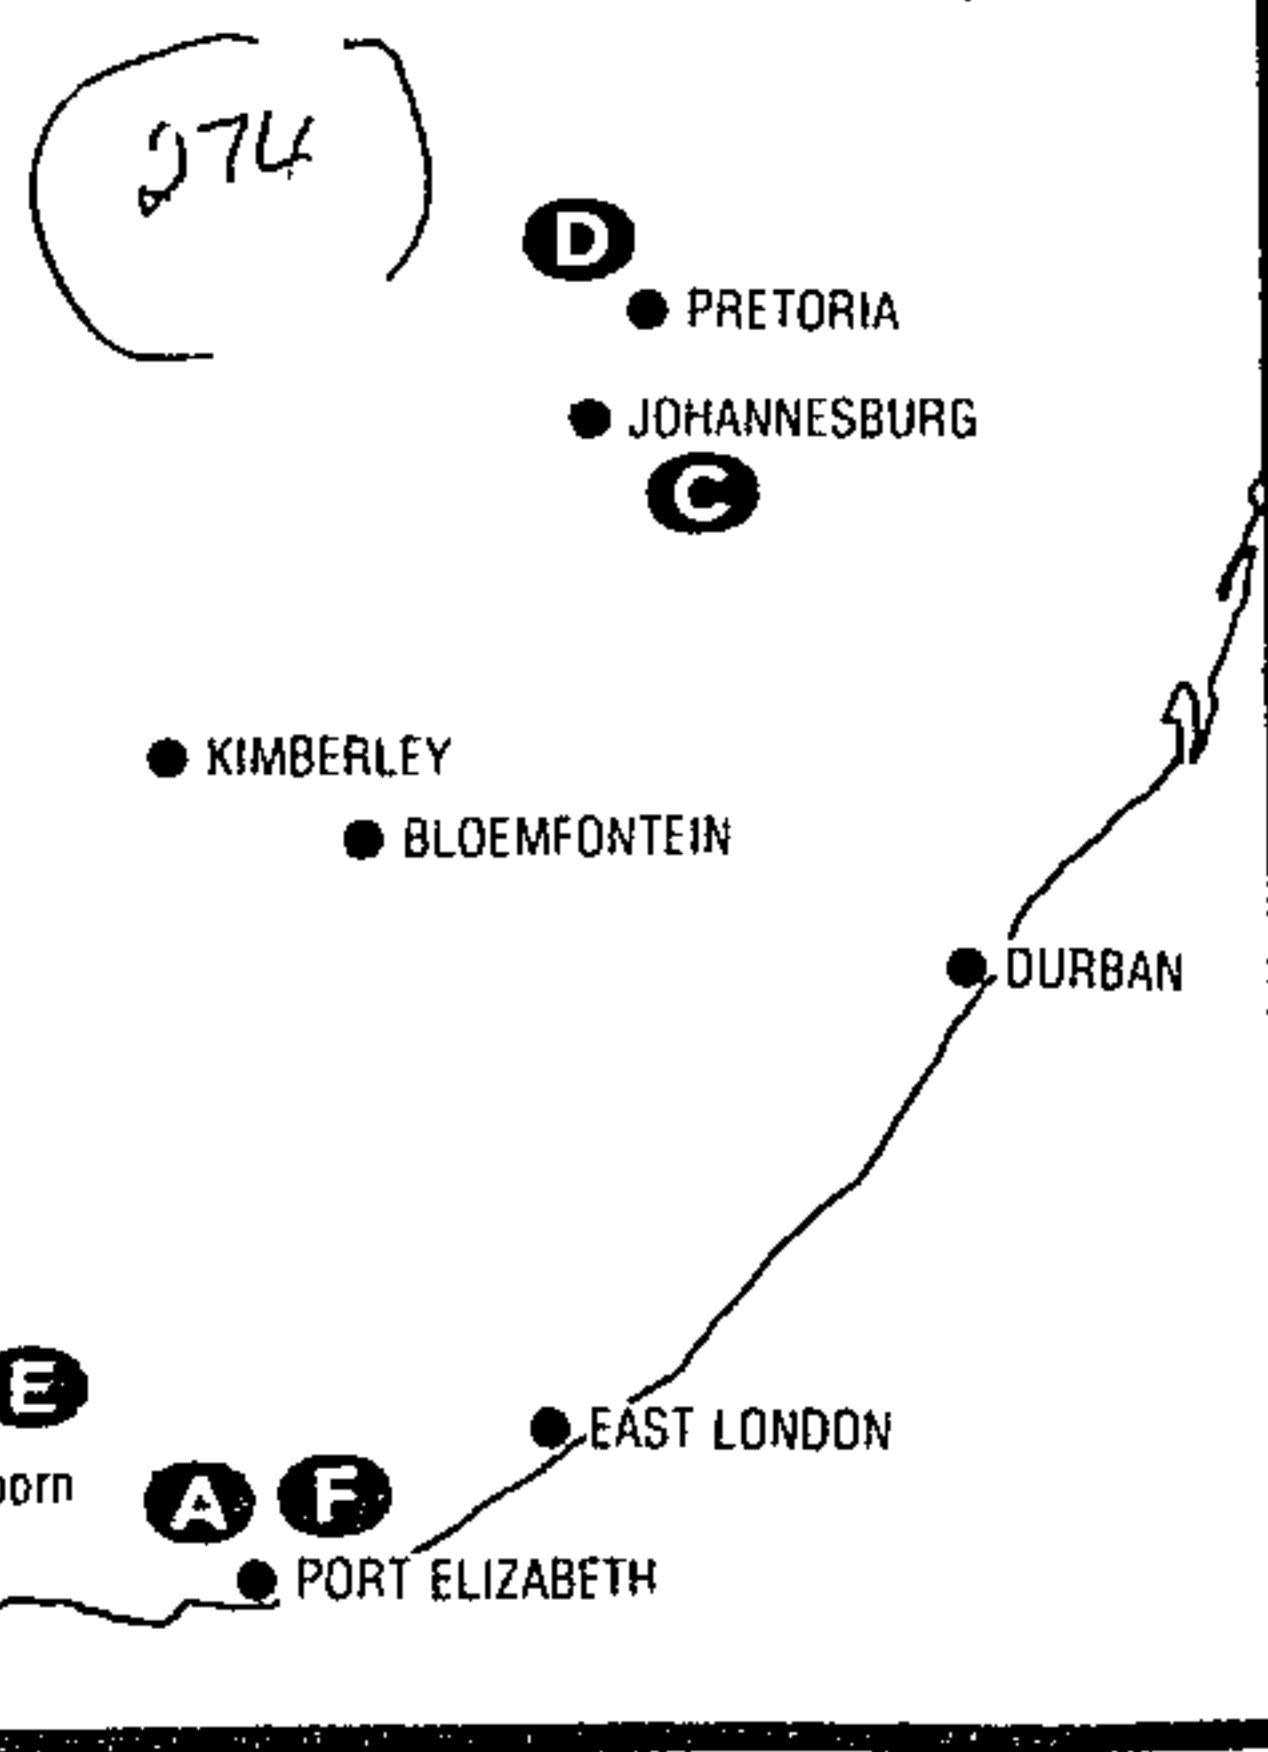 274
D
PRETORIA
JOHANNESBURG
C
KIMBERLEY
BLOEMFONTEIN
DURBAN
E
EAST LONDON
A F
PORT ELIZABETH